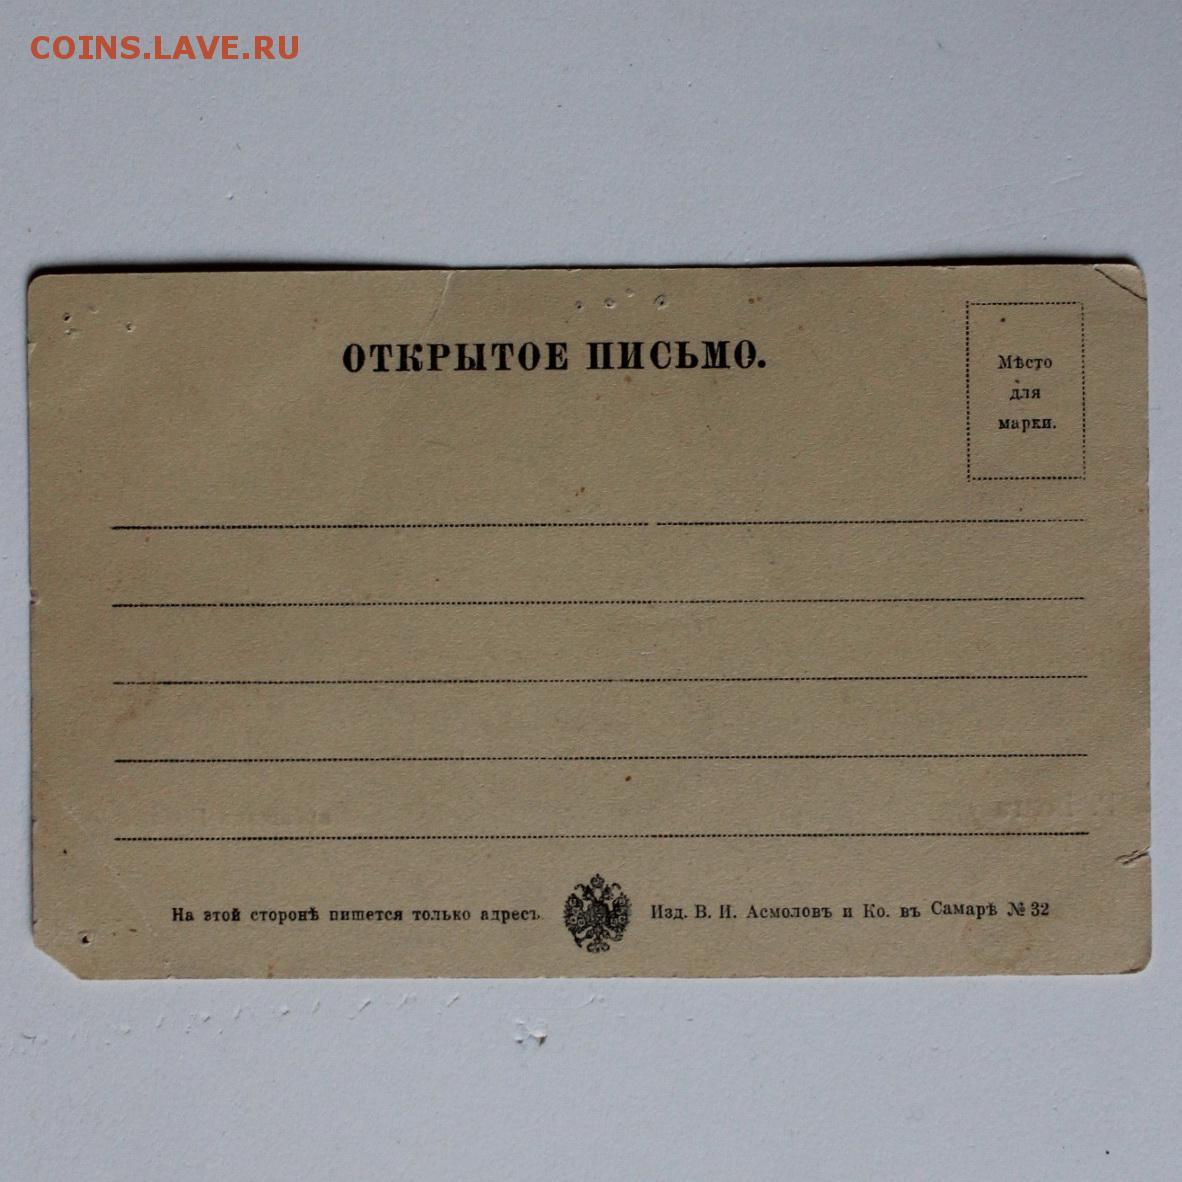 COINS.LAVE.RU
ОТКРЫТОЕ ПИСЬМО.
Мѣсто
для
марки.
На этой сторонѣ пишется только адресъ.
Изд. В. И. Асмоловъ и Ко. въ Самарѣ № 32